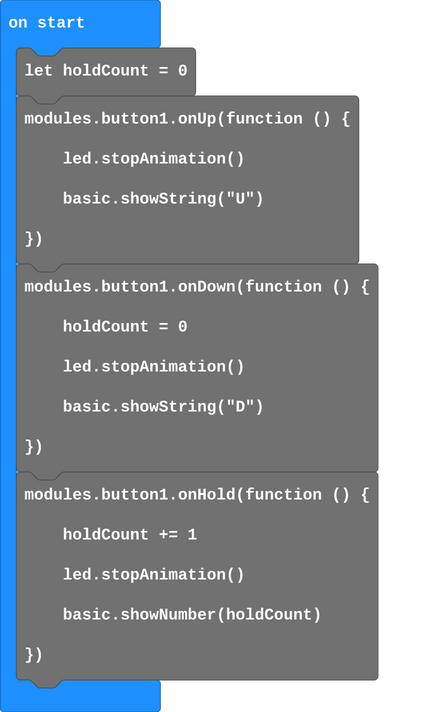 on start
let holdCount = 0
modules.button1.onUp(function () {
    led.stopAnimation()
    basic.showString("U")
})
modules.button1.onDown(function () {
    holdCount = 0
    led.stopAnimation()
    basic.showString("D")
})
modules.button1.onHold(function () {
    holdCount += 1
    led.stopAnimation()
    basic.showNumber(holdCount)
})